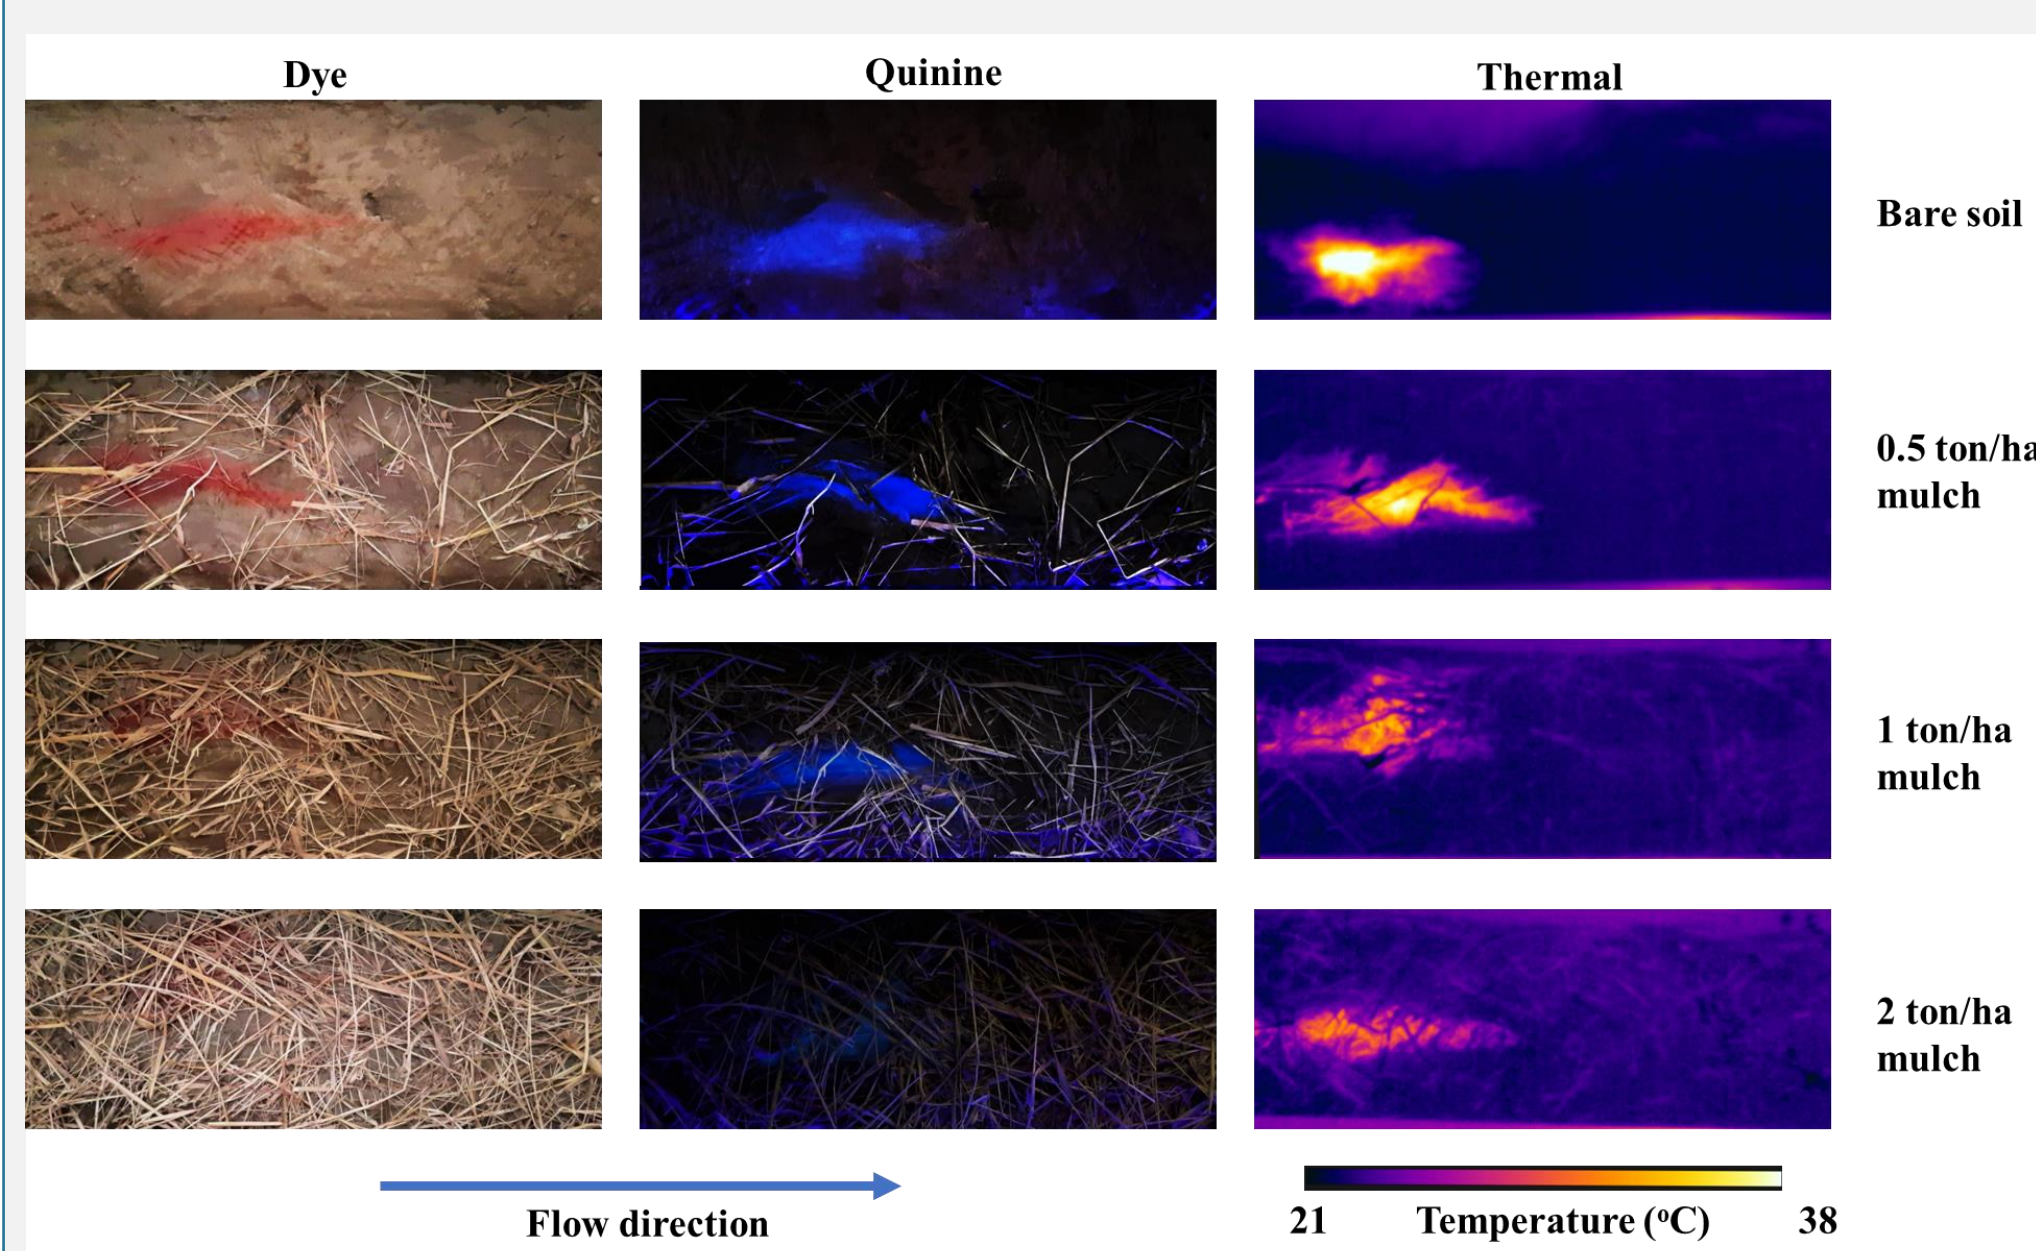 Dye
Quinine
Thermal
Bare soil
0.5 ton/ha
mulch
1 ton/ha
mulch
2 ton/ha
mulch
Flow direction
21 Temperature (ºC) 38